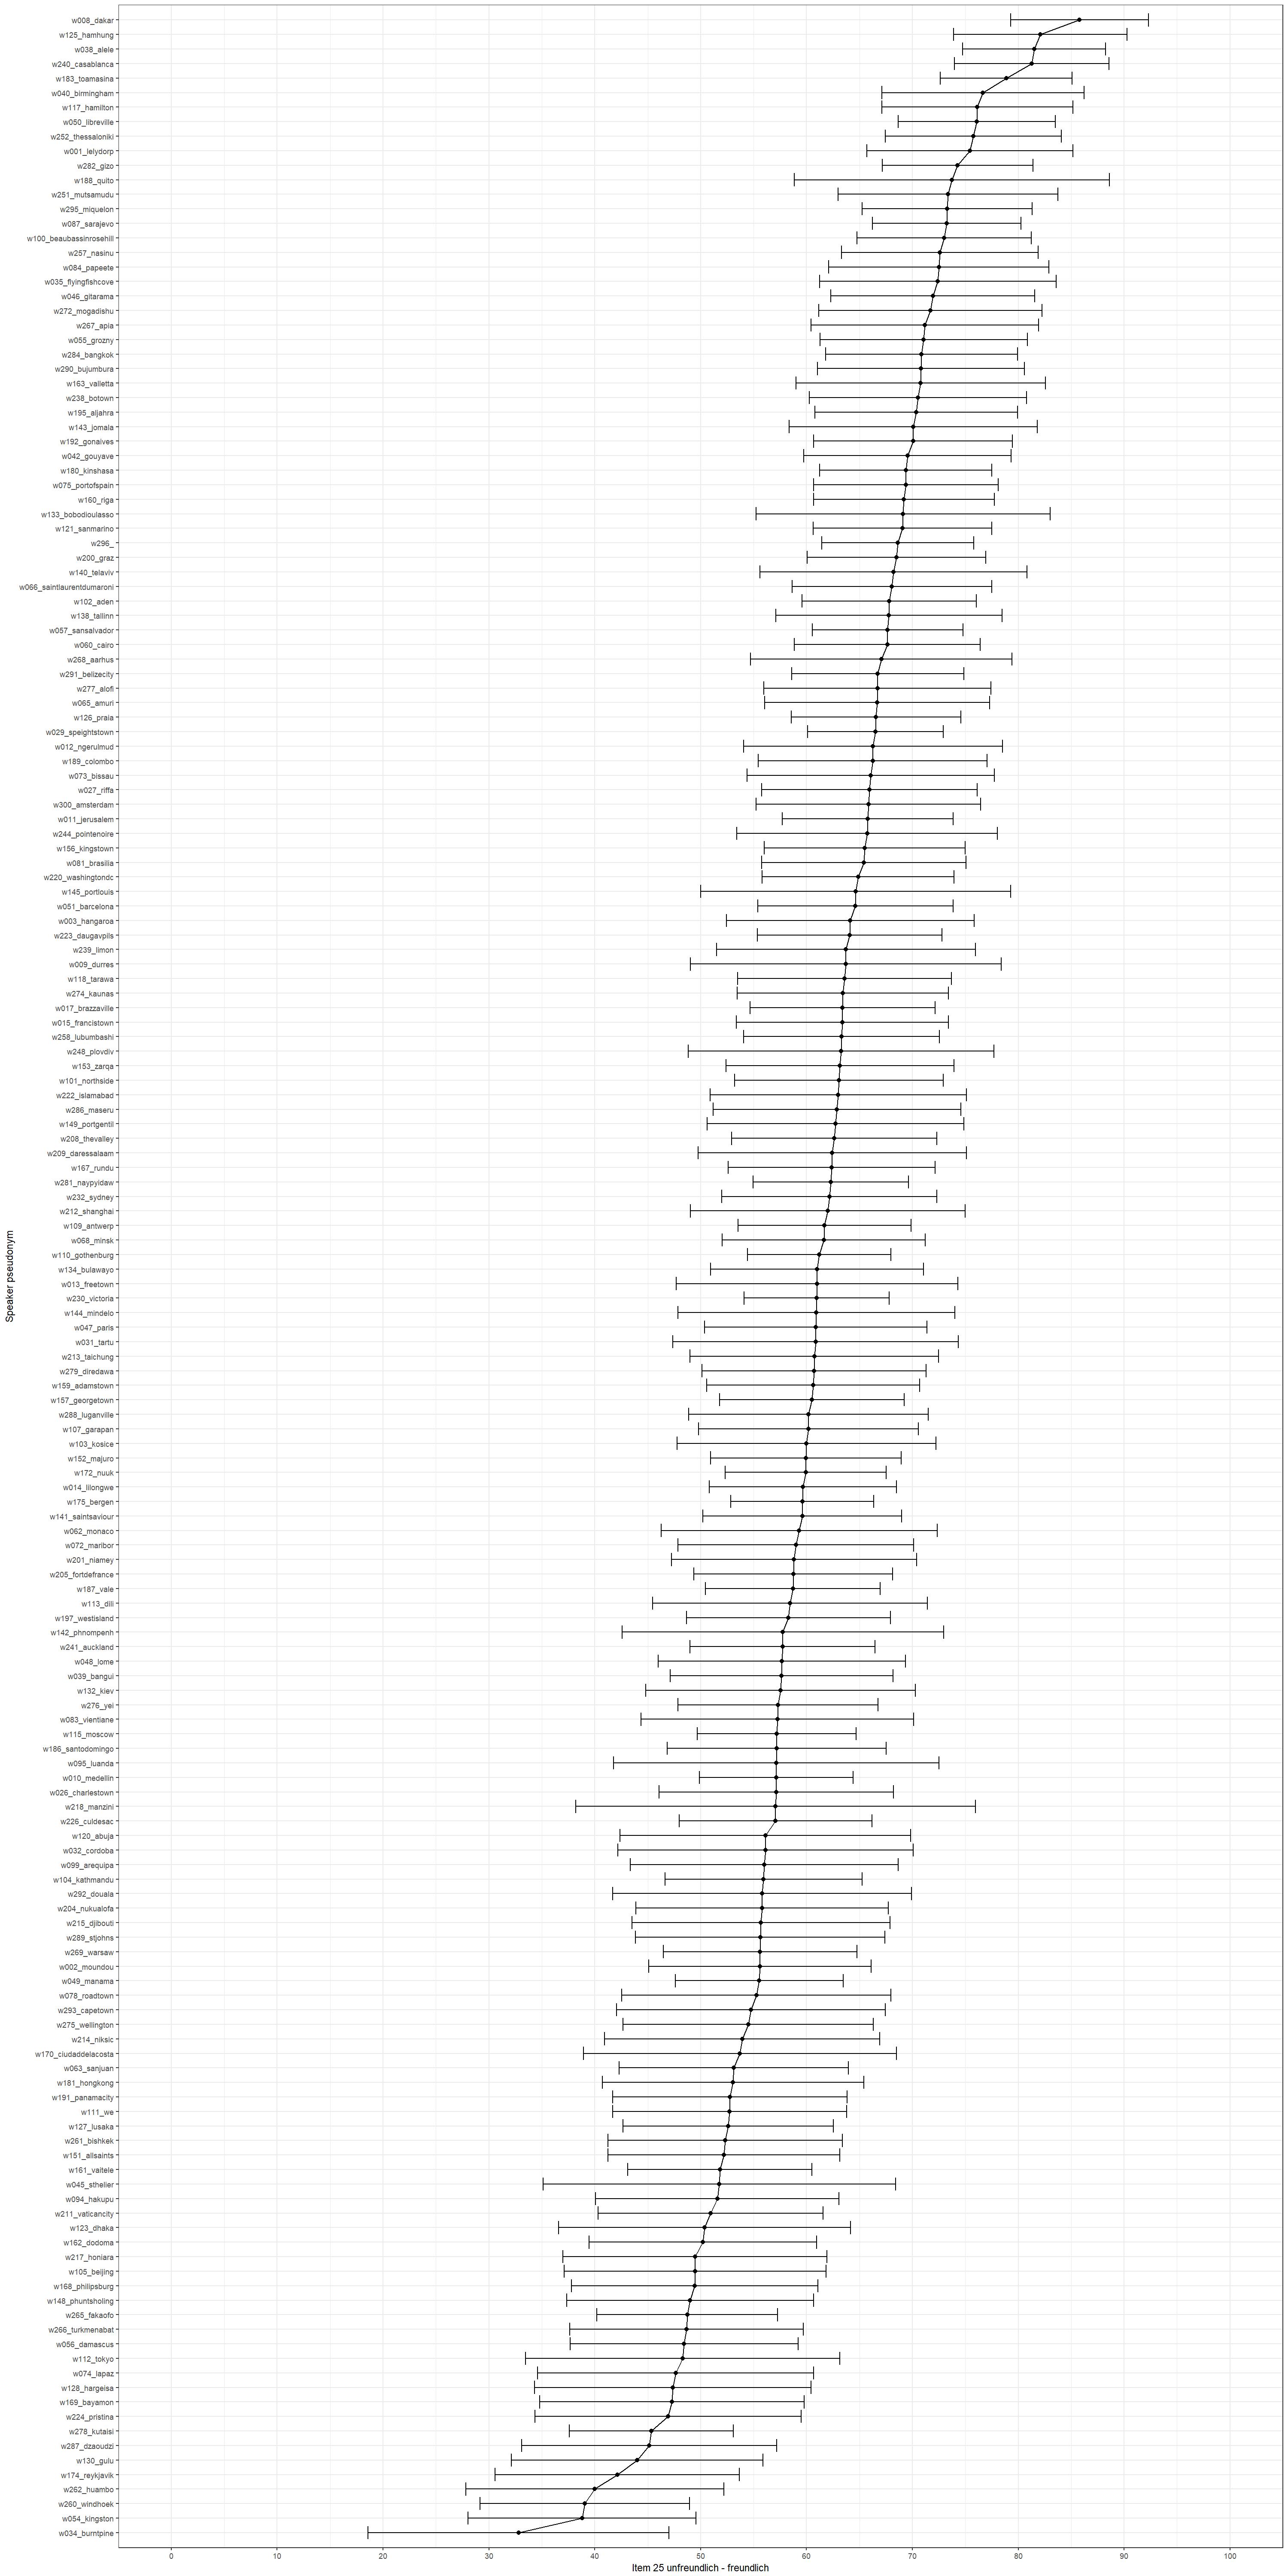 w008_dakar
w125_hamhung
w038_alele
w240_casablanca
w183_toamasina
w040_birmingham
w117_hamilton
w050_libreville
w252_thessaloniki
w001_lelydorp
w282_gizo
w188_quito
w251_mutsamudu
w295_miquelon
w087_sarajevo
w100_beaubassinrosehill
w257_nasinu
w084_papeete
w035_flyingfishcove
w046_gitarama
w272_mogadishu
w267_apia
w055_grozny
w284_bangkok
w290_bujumbura
w163_valletta
w238_botown
w195_aljahra
w143_jomala
w192_gonaives
w042_gouyave
w180_kinshasa
w075_portofspain
w160_riga
w133_bobodioulasso
w121_sanmarino
w296_
w200_graz
w140_telaviv
w066_saintlaurentdumaroni
w102_aden
w138_tallinn
w057_sansalvador
w060_cairo
w268_aarhus
w291_belizecity
w277_alofi
w065_amuri
w126_praia
w029_speightstown
w012_ngerulmud
w189_colombo
w073_bissau
w027_riffa
w300_amsterdam
w011_jerusalem
w244_pointenoire
w156_kingstown
w081_brasilia
w220_washingtondc
w145_portlouis
w051_barcelona
w003_hangaroa
w223_daugavpils
w239_limon
w009_durres
w118_tarawa
w274_kaunas
w017_brazzaville
w015_francistown
w258_lubumbashi
w248_plovdiv
w153_zarqa
w101_northside
w222_islamabad
w286_maseru
w149_portgentil
w208_thevalley
w209_daressalaam
w167_rundu
w281_naypyidaw
w232_sydney
w212_shanghai
w109_antwerp
w068_minsk
w110_gothenburg
w134_bulawayo
w013_freetown
w230_victoria
w144_mindelo
w047_paris
w031_tartu
w213_taichung
w279_diredawa
w159_adamstown
w157_georgetown
w288_luganville
w107_garapan
w103_kosice
w152_majuro
w172_nuuk
w014_lilongwe
w175_bergen
w141_saintsaviour
w062_monaco
w072_maribor
w201_niamey
w205_fortdefrance
w187_vale
w113_dili
w197_westisland
w142_phnompenh
w241_auckland
w048_lome
w039_bangui
w132_kiev
w276_yei
w083_vientiane
w115_moscow
w186_santodomingo
w095_luanda
w010_medellin
w026_charlestown
w218_manzini
w226_culdesac
w120_abuja
w032_cordoba
w099_arequipa
w104_kathmandu
w292_douala
w204_nukualofa
w215_djibouti
w289_stjohns
w269_warsaw
w002_moundou
w049_manama
w078_roadtown
w293_capetown
w275_wellington
w214_niksic
w170_ciudaddelacosta
w063_sanjuan
w181_hongkong
w191_panamacity
w111_we
w127_lusaka
w261_bishkek
w151_allsaints
w161_vaitele
w045_sthelier
w094_hakupu
w211_vaticancity
w123_dhaka
w162_dodoma
w217_honiara
w105_beijing
w168_philipsburg
w148_phuntsholing
w265_fakaofo
w266_turkmenabat
w056_damascus
w112_tokyo
w074_lapaz
w128_hargeisa
w169_bayamon
w224_pristina
w278_kutaisi
w287_dzaoudzi
w130_gulu
w174_reykjavik
w262_huambo
w260_windhoek
w054_kingston
w034_burntpine
Speaker pseudonym
0 10 20 30 40 50 60 70 80 90 100
Item 25 unfreundlich - freundlich